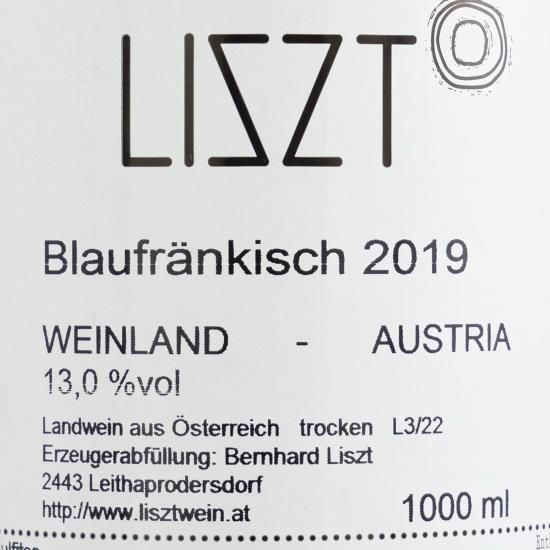 LISZT
Blaufränkisch 2019
WEINLAND - AUSTRIA
13,0 %vol
Landwein aus Österreich trocken L3/22
Erzeugerabfüllung: Bernhard Liszt
2443 Leithaprodersdorf
http://www.lisztwein.at 1000 ml